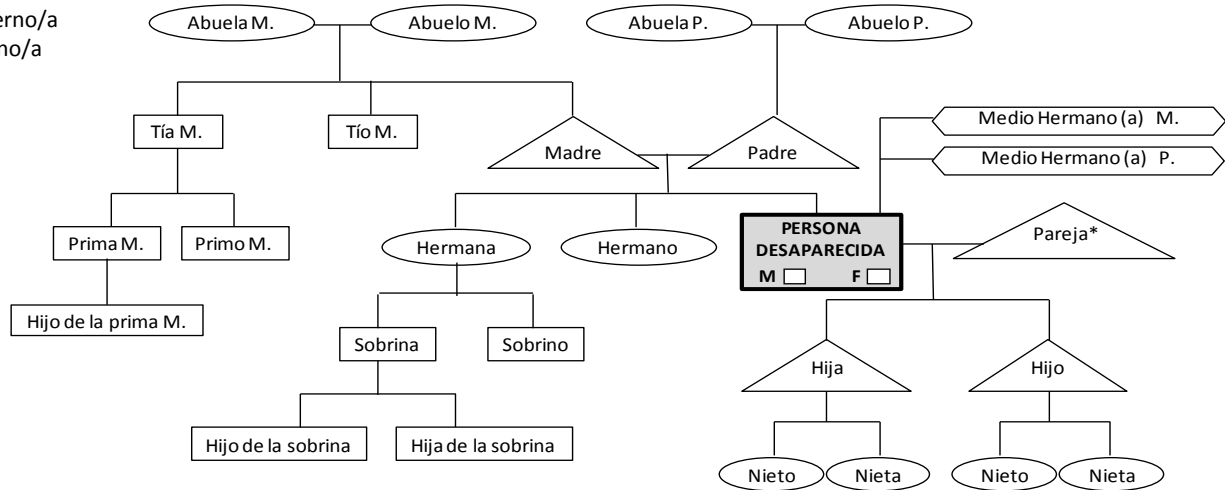 erno/a
no/a
Abuela M.
Abuelo M.
Abuela P.
Abuelo P.
Tía M.
Tío M.
Madre
Padre
Medio Hermano (a) M.
Medio Hermano (a) P.
Prima M.
Primo M.
Hermana
Hermano
PERSONA
DESAPARECIDA
M F
Pareja*
Hijo de la prima M.
Sobrina
Sobrino
Hija
Hijo
Hijo de la sobrina
Hija de la sobrina
Nieto
Nieta
Nieto
Nieta